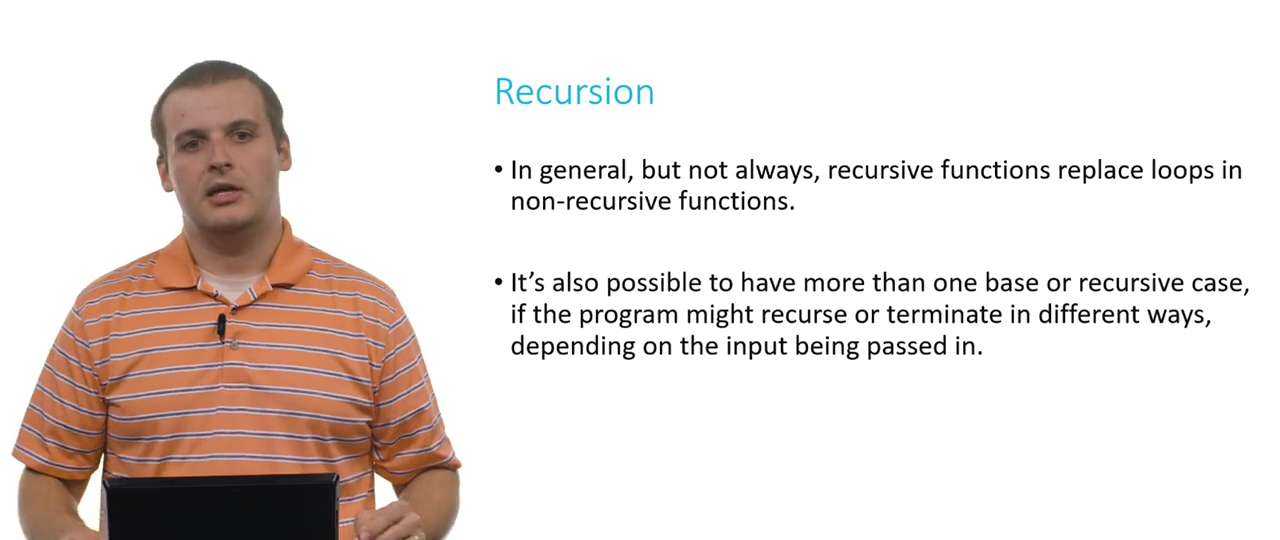 Recursion
• In general, but not always, recursive functions replace loops in
non-recursive functions.
• It’s also possible to have more than one base or recursive case,
if the program might recurse or terminate in different ways,
depending on the input being passed in.